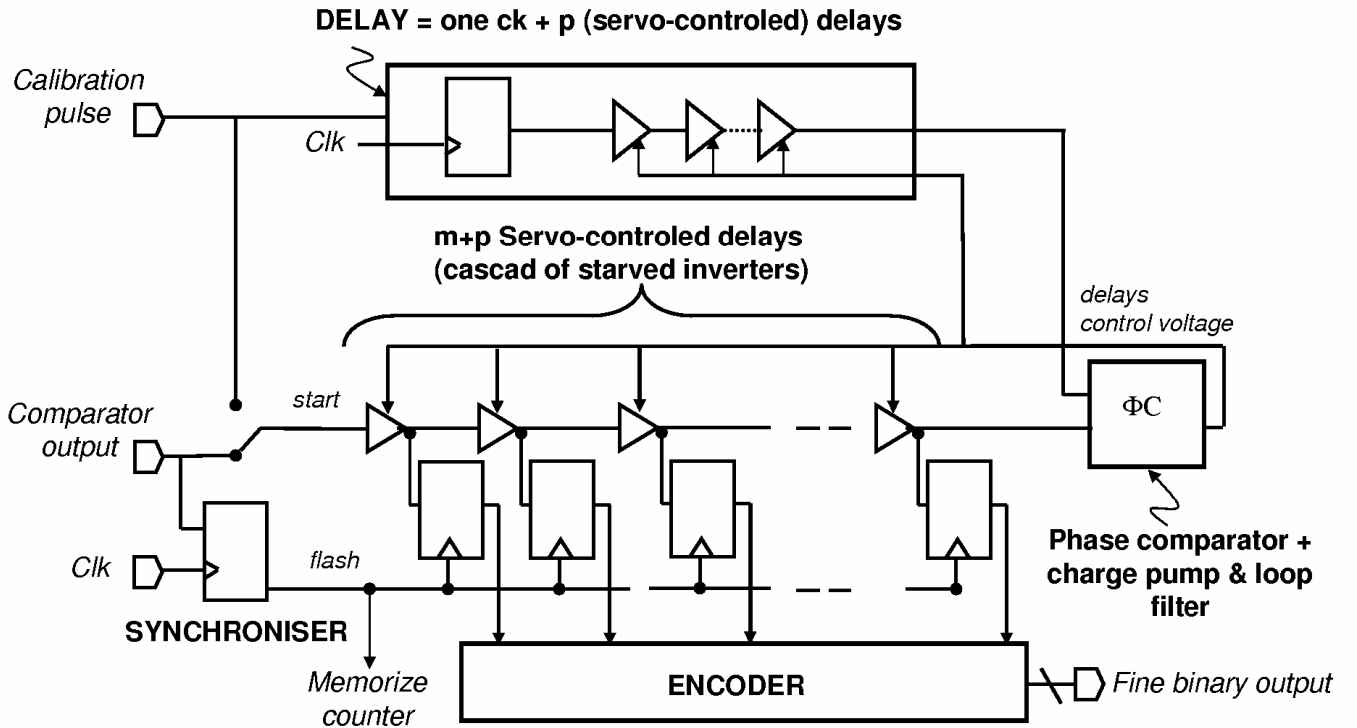 DELAY = one ck + p (servo-controled) delays
Calibration
pulse
Clk
m+p Servo-controled delays
(cascad of starved inverters)
delays
control voltage
Comparator
output
start
ΦC
Clk
flash
Phase comparator +
charge pump & loop
filter
SYNCHRONISER
Memorize
counter
ENCODER
Fine binary output